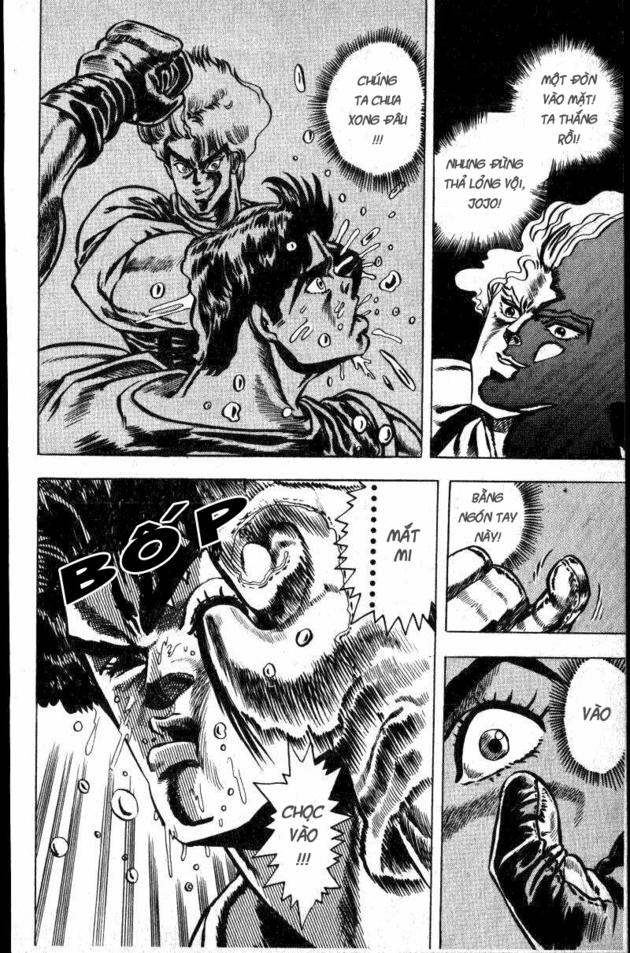 MỘT ĐÒN
VÀO MẶT!
TA THẮNG
RỒI!
NHƯNG ĐỪNG
THẢ LỎNG VỘI,
JOJO!
CHÚNG
TA CHƯA
XONG ĐÂU
!!!
BẰNG
NGÓN TAY
NÀY!
VÀO
MẮT
MI
BỐP
CHỌC
VÀO
!!!